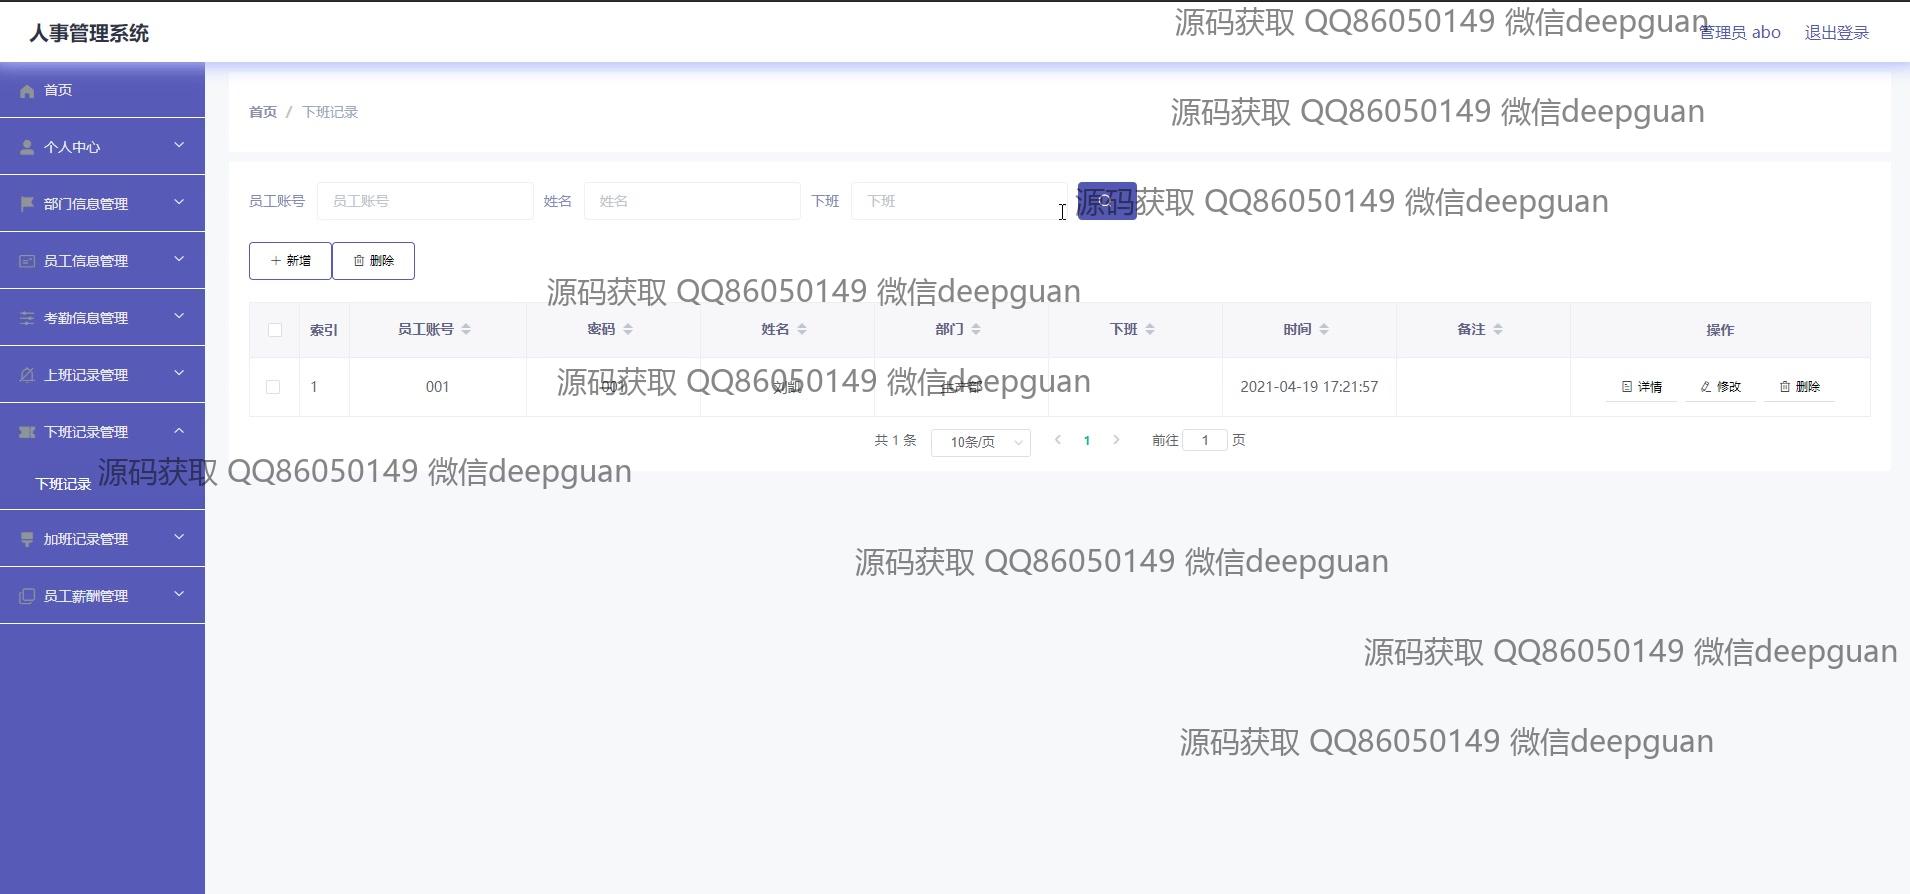 人事管理系统
源码获取 QQ86050149 微信deepguan
管理员 abo
退出登录
首页
首页 / 下班记录
源码获取 QQ86050149 微信deepguan
个人中心
部门信息管理
员工账号 员工账号 姓名 姓名 下班 下班
源码获取 QQ86050149 微信deepguan
员工信息管理
新增 删除
源码获取 QQ86050149 微信deepguan
考勤信息管理
索引 员工账号 密码 姓名 部门 下班 时间 备注 操作
上班记录管理
1 001 001 刘凯 生产部 2021-04-19 17:21:57 详情 修改 删除
源码获取 QQ86050149 微信deepguan
下班记录管理
共 1 条 10条/页 1 前往 1 页
下班记录
源码获取 QQ86050149 微信deepguan
加班记录管理
源码获取 QQ86050149 微信deepguan
员工薪酬管理
源码获取 QQ86050149 微信deepguan
源码获取 QQ86050149 微信deepguan